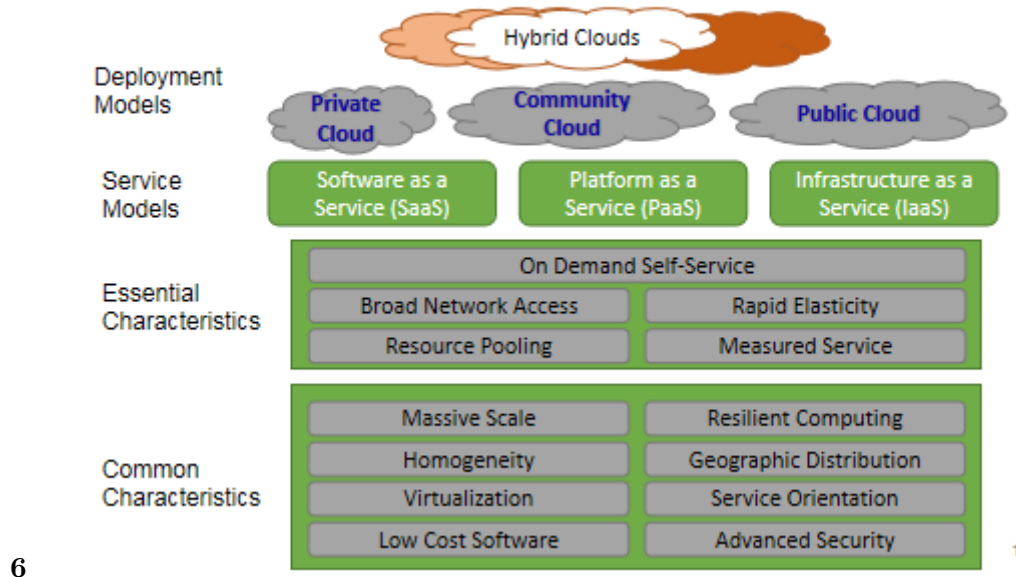 Hybrid Clouds
Deployment
Models
Private
Cloud
Community
Cloud
Public Cloud
Service
Models
Software as a
Service (SaaS)
Platform as a
Service (PaaS)
Infrastructure as a
Service (IaaS)
Essential
Characteristics
On Demand Self-Service
Broad Network Access
Rapid Elasticity
Resource Pooling
Measured Service
Common
Characteristics
Massive Scale
Resilient Computing
Homogeneity
Geographic Distribution
Virtualization
Service Orientation
Low Cost Software
Advanced Security
6